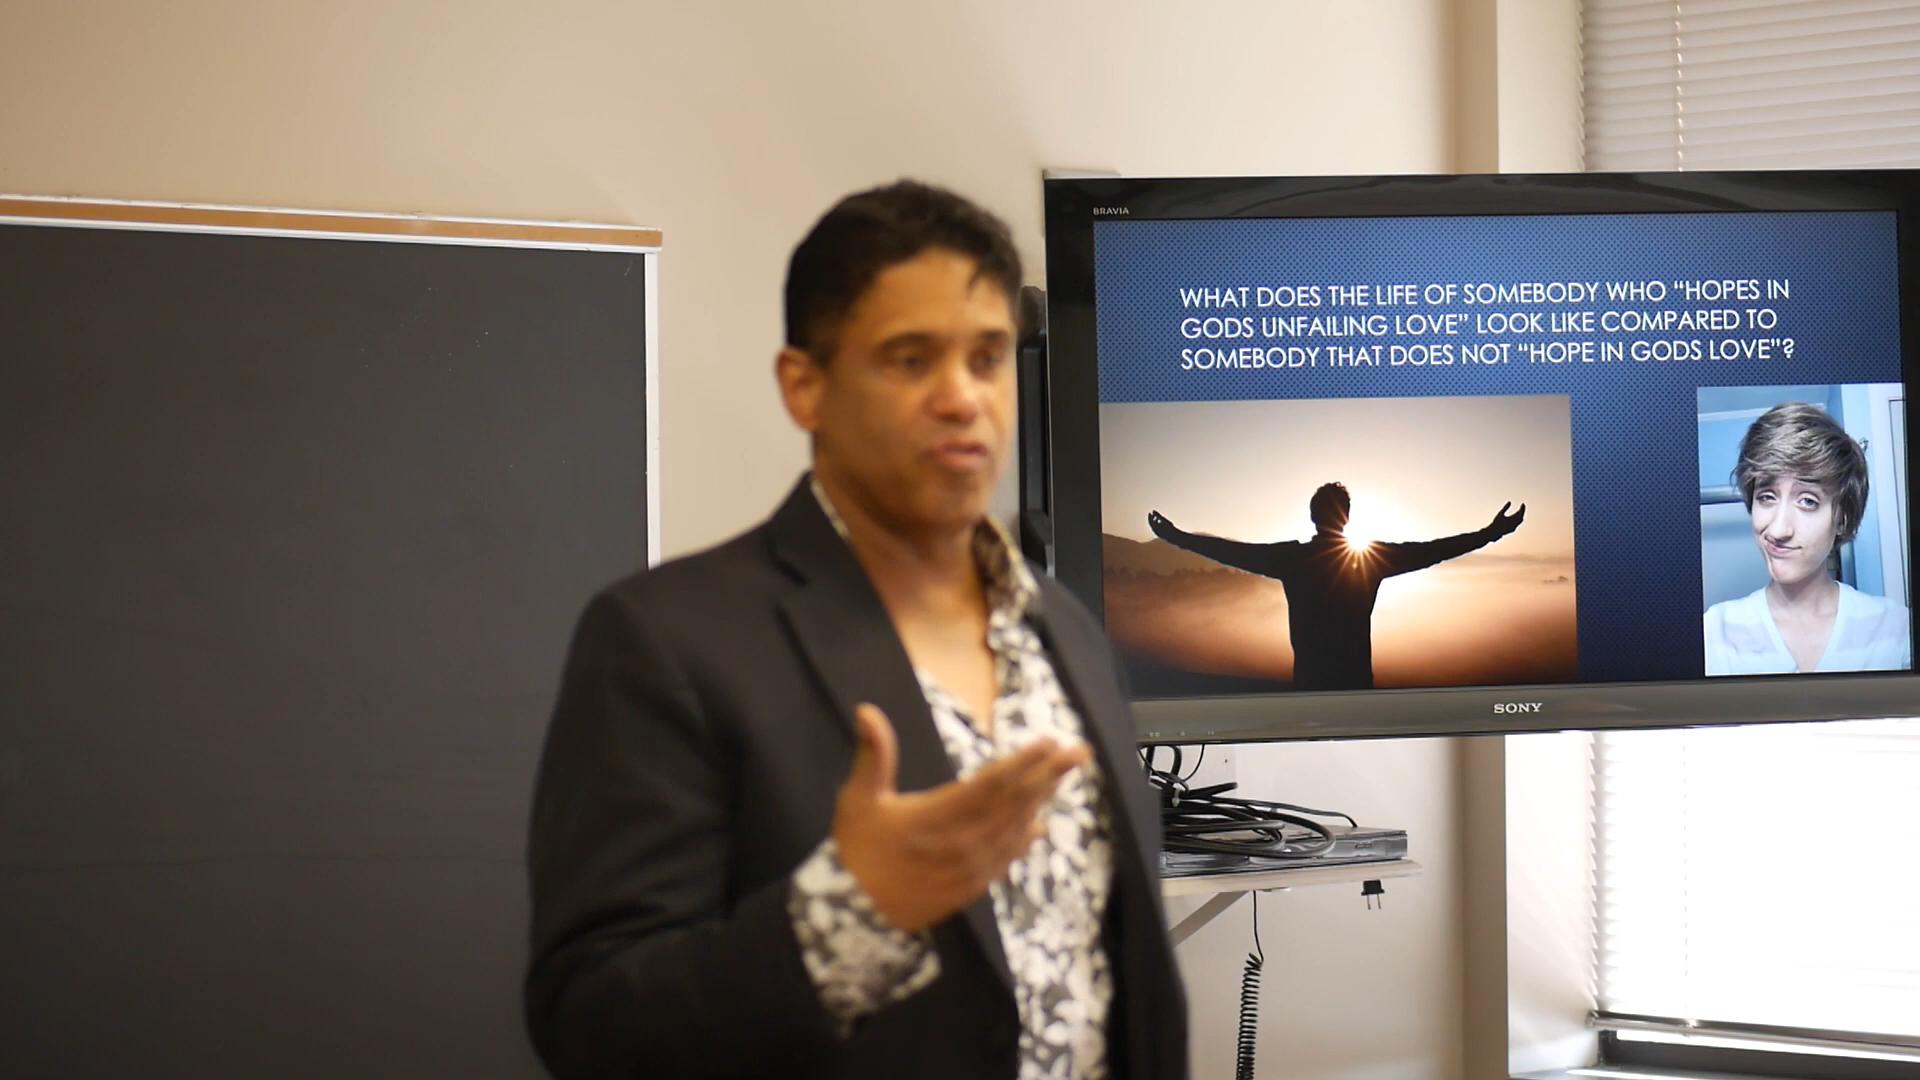 BRAVIA
WHAT DOES THE LIFE OF SOMEBODY WHO “HOPES IN
GODS UNFAILING LOVE” LOOK LIKE COMPARED TO
SOMEBODY THAT DOES NOT “HOPE IN GODS LOVE”?
SONY